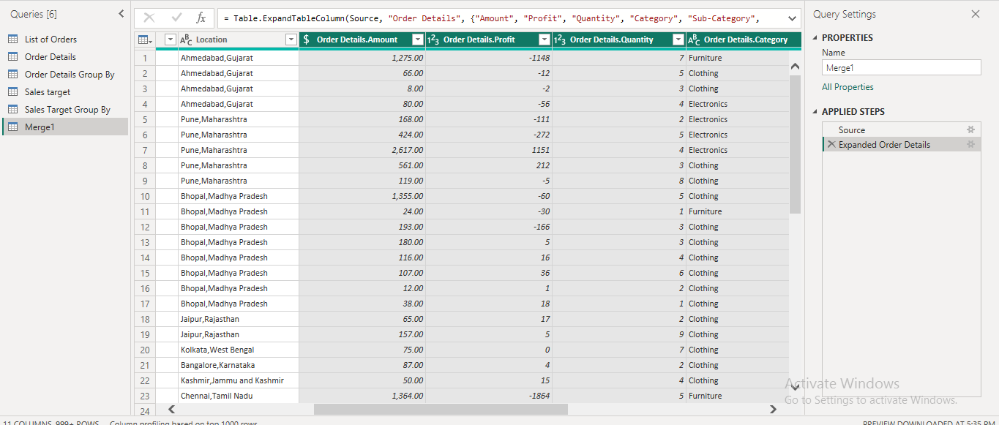 Queries [6]
List of Orders
Order Details
Order Details Group By
Sales target
Sales Target Group By
Merge1
fx = Table.ExpandTableColumn(Source, "Order Details", {"Amount", "Profit", "Quantity", "Category", "Sub-Category",
ABC Location $ Order Details.Amount 123 Order Details.Profit 123 Order Details.Quantity ABC Order Details.Category
1 Ahmedabad,Gujarat 1,275.00 -1148 7 Furniture
2 Ahmedabad,Gujarat 66.00 -12 5 Clothing
3 Ahmedabad,Gujarat 8.00 -2 3 Clothing
4 Ahmedabad,Gujarat 80.00 -56 4 Electronics
5 Pune,Maharashtra 168.00 -111 2 Electronics
6 Pune,Maharashtra 424.00 -272 5 Electronics
7 Pune,Maharashtra 2,617.00 1151 4 Electronics
8 Pune,Maharashtra 561.00 212 3 Clothing
9 Pune,Maharashtra 119.00 -5 8 Clothing
10 Bhopal,Madhya Pradesh 1,355.00 -60 5 Clothing
11 Bhopal,Madhya Pradesh 24.00 -30 1 Furniture
12 Bhopal,Madhya Pradesh 193.00 -166 3 Clothing
13 Bhopal,Madhya Pradesh 180.00 5 3 Clothing
14 Bhopal,Madhya Pradesh 116.00 16 4 Clothing
15 Bhopal,Madhya Pradesh 107.00 36 6 Clothing
16 Bhopal,Madhya Pradesh 12.00 1 2 Clothing
17 Bhopal,Madhya Pradesh 38.00 18 1 Clothing
18 Jaipur,Rajasthan 65.00 17 2 Clothing
19 Jaipur,Rajasthan 157.00 5 9 Clothing
20 Kolkata,West Bengal 75.00 0 7 Clothing
21 Bangalore,Karnataka 87.00 4 2 Clothing
22 Kashmir,Jammu and Kashmir 50.00 15 4 Clothing
23 Chennai,Tamil Nadu 1,364.00 -1864 5 Furniture
24
Query Settings
PROPERTIES
Name
Merge1
All Properties
APPLIED STEPS
Source
Expanded Order Details
Activate Windows
Go to Settings to activate Windows.
11 COLUMNS, 999+ ROWS Column profiling based on top 1000 rows
PREVIEW DOWNLOADED AT 5:35 PM